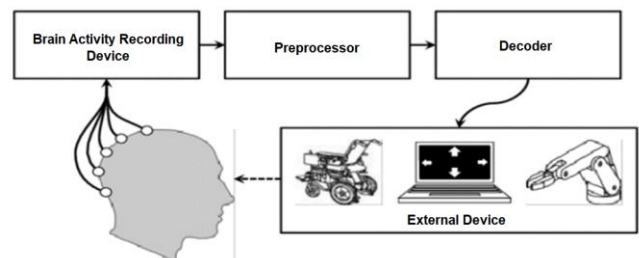 Brain Activity Recording
Device
Preprocessor
Decoder
External Device